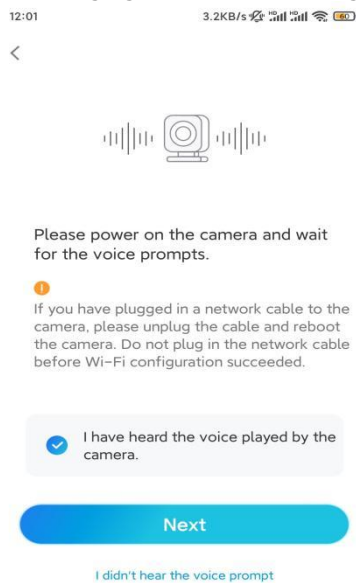 12:01
3.2KB/s HD HD 60
Please power on the camera and wait
for the voice prompts.
If you have plugged in a network cable to the
camera, please unplug the cable and reboot
the camera. Do not plug in the network cable
before Wi-Fi configuration succeeded.
I have heard the voice played by the
camera.
Next
I didn't hear the voice prompt